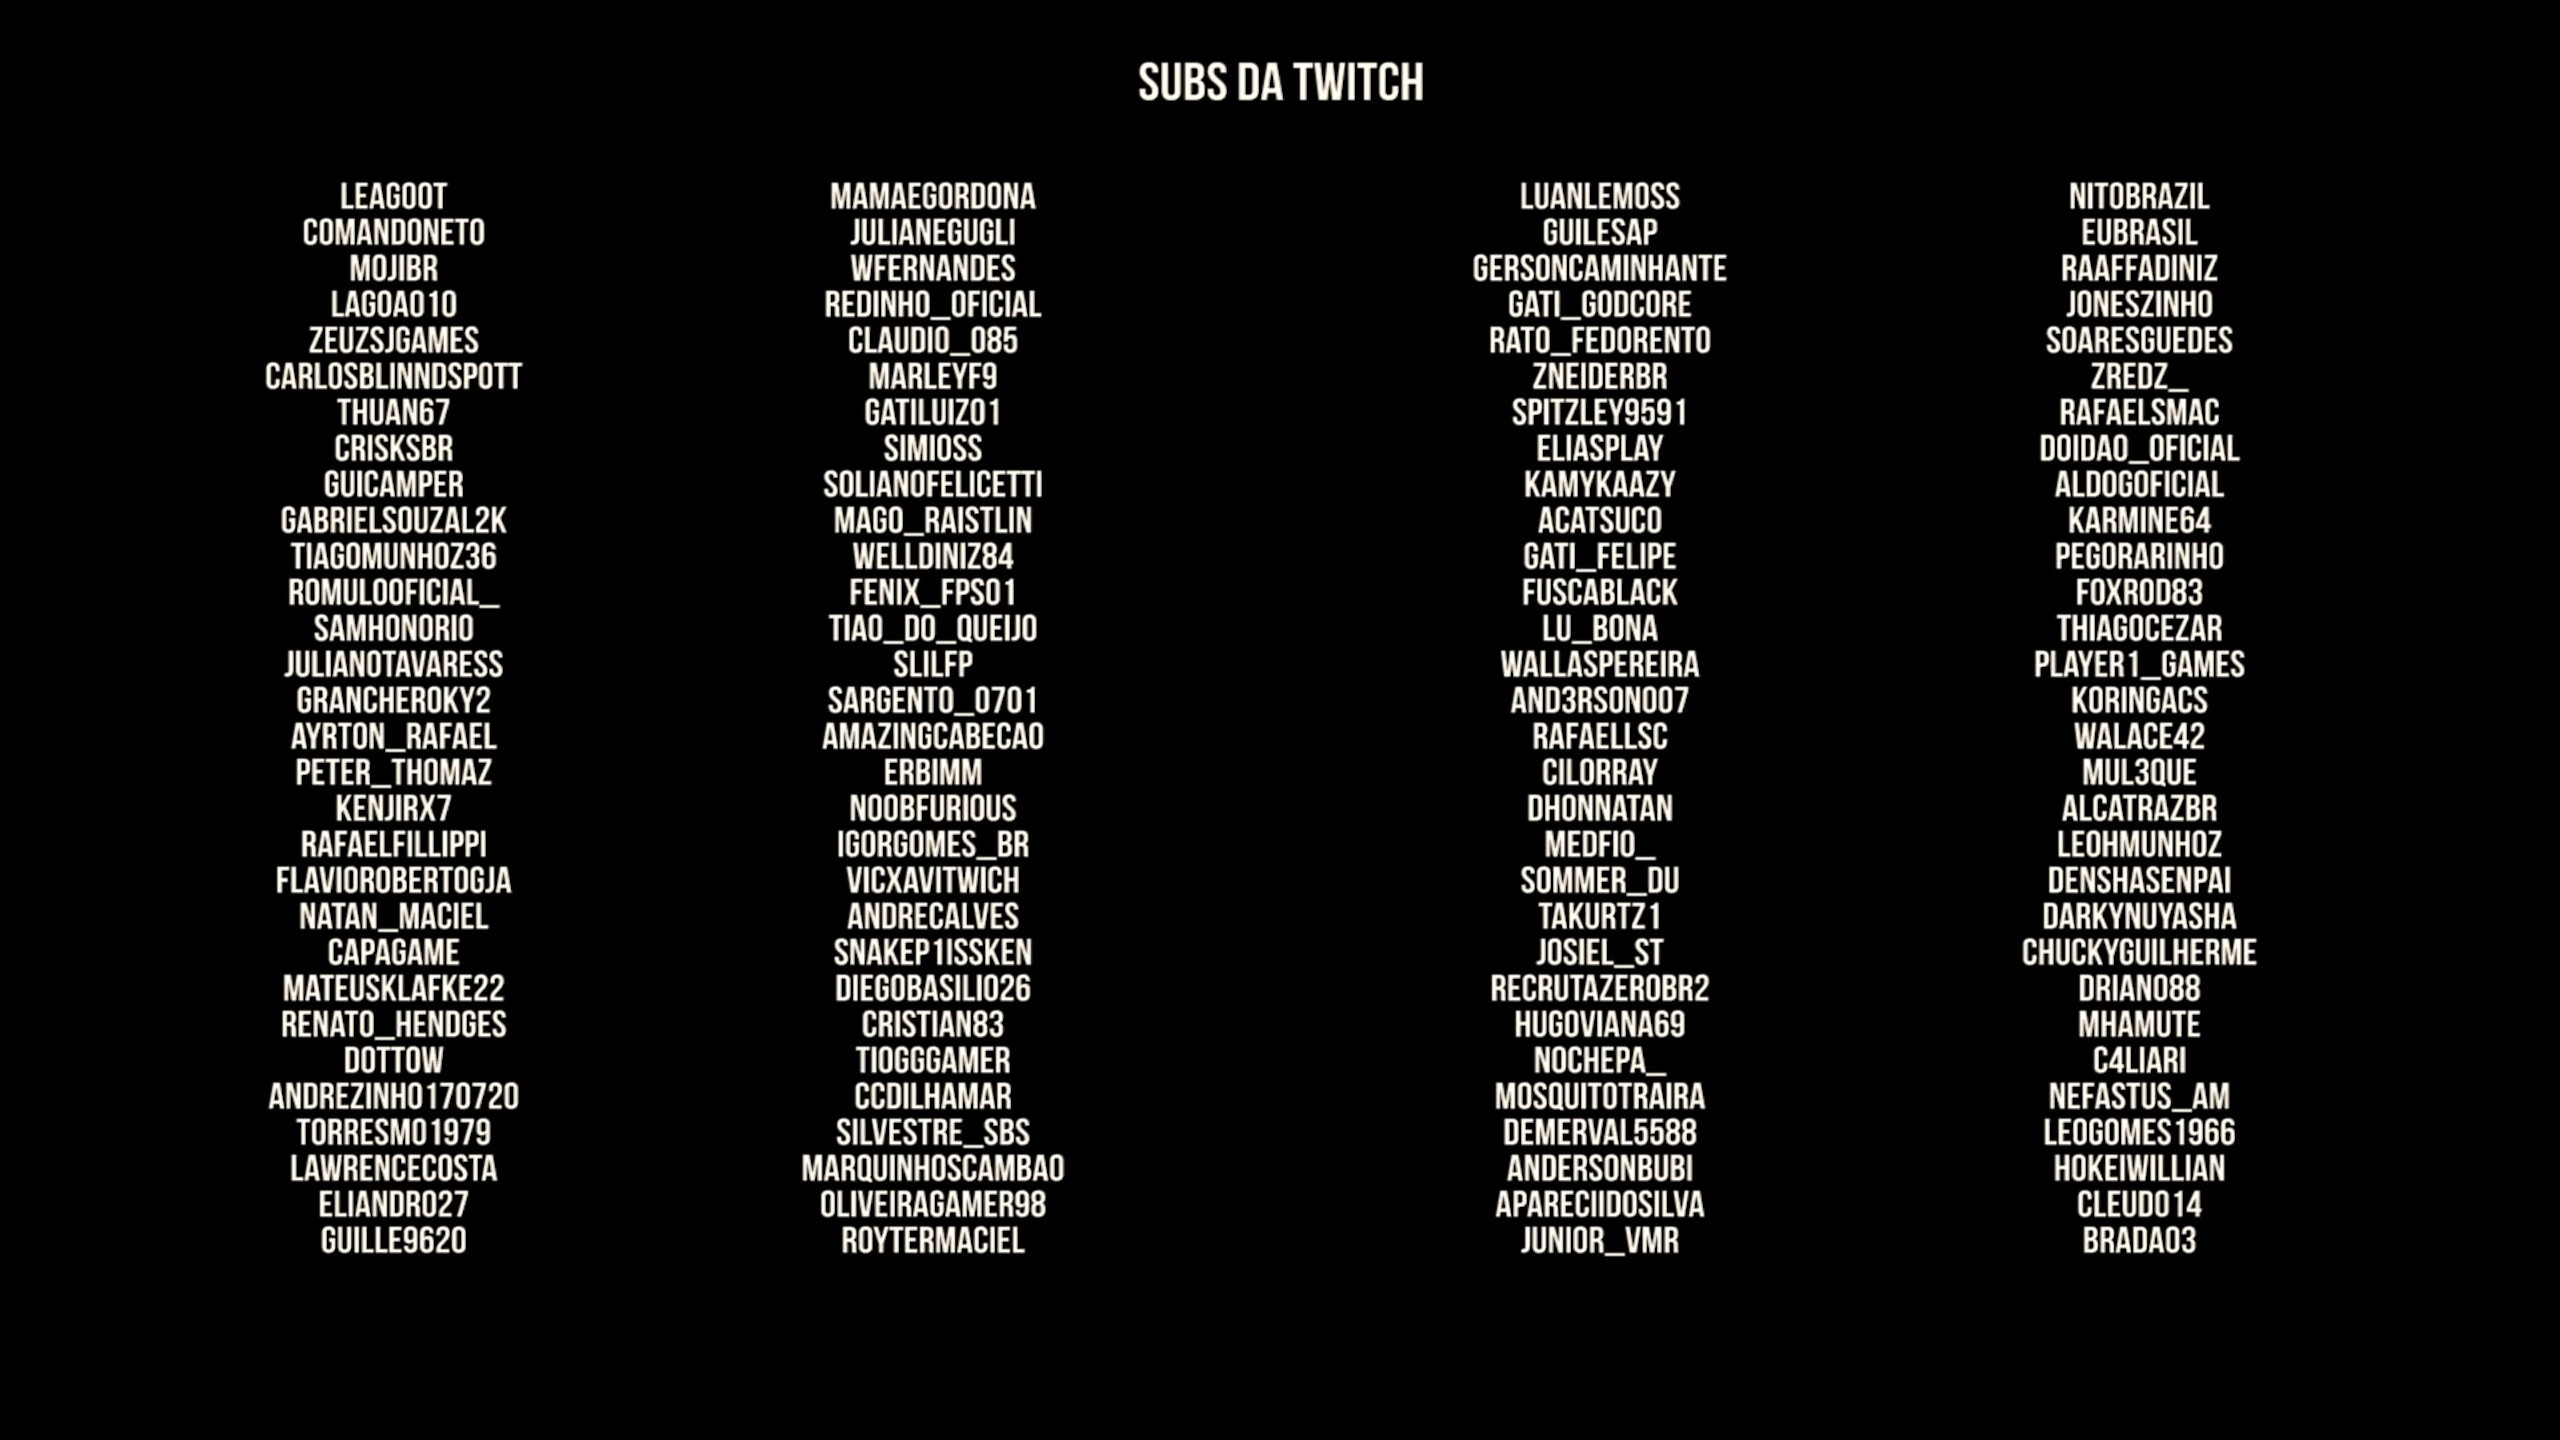 SUBS DA TWITCH
LEAGOOT
COMANDONETO
MOJIBR
LAGOA010
ZEUZSJGAMES
CARLOSBLINNDSPOTT
THUAN67
CRISKSBR
GUICAMPER
GABRIELSOUZAL2K
TIAGOMUNHOZ36
ROMULOOFICIAL_
SAMHONORIO
JULIANOTAVARESS
GRANCHEROKY2
AYRTON_RAFAEL
PETER_THOMAZ
KENJIRX7
RAFAELFILLIPPI
FLAVIOROBERTOGJA
NATAN_MACIEL
CAPAGAME
MATEUSKLAFKE22
RENATO_HENDGES
DOTTOW
ANDREZINHO170720
TORRESMO1979
LAWRENCECOSTA
ELIANDRO27
GUILLE9620
MAMAEGORDONA
JULIANEGUGLI
WFERNANDES
REDINHO_OFICIAL
CLAUDIO_085
MARLEYF9
GATILUIZ01
SIMIOSS
SOLIANOFELICETTI
MAGO_RAISTLIN
WELLDINIZ84
FENIX_FPS01
TIAO_DO_QUEIJO
SLILFP
SARGENTO_0701
AMAZINGCABECAO
ERBIMM
NOOBFURIOUS
IGORGOMES_BR
VICXAVITWICH
ANDRECALVES
SNAKEP1ISSKEN
DIEGOBASILIO26
CRISTIAN83
TIOGGGAMER
CCDILHAMAR
SILVESTRE_SBS
MARQUINHOSCAMBAO
OLIVEIRAGAMER98
ROYTERMACIEL
LUANLEMOSS
GUILESAP
GERSONCAMINHANTE
GATI_GODCORE
RATO_FEDORENTO
ZNEIDERBR
SPITZLEY9591
ELIASPLAY
KAMYKAAZY
ACATSUCO
GATI_FELIPE
FUSCABLACK
LU_BONA
WALLASPEREIRA
AND3RSON007
RAFAELLSC
CILORRAY
DHONNATAN
MEDFIO_
SOMMER_DU
TAKURTZ1
JOSIEL_ST
RECRUTAZEROBR2
HUGOVIANA69
NOCHEPA_
MOSQUITOTRAIRA
DEMERVAL5588
ANDERSONBUBI
APARECIIDOSILVA
JUNIOR_VMR
NITOBRAZIL
EUBRASIL
RAAFFADINIZ
JONESZINHO
SOARESGUEDES
ZREDZ_
RAFAELSMAC
DOIDAO_OFICIAL
ALDOGOFICIAL
KARMINE64
PEGORARINHO
FOXROD83
THIAGOCEZAR
PLAYER1_GAMES
KORINGACS
WALACE42
MUL3QUE
ALCATRAZBR
LEOHMUNHOZ
DENSHASENPAI
DARKYNUYASHA
CHUCKYGUILHERME
DRIANO88
MHAMUTE
C4LIARI
NEFASTUS_AM
LEOGOMES1966
HOKEIWILLIAN
CLEUDO14
BRADA03